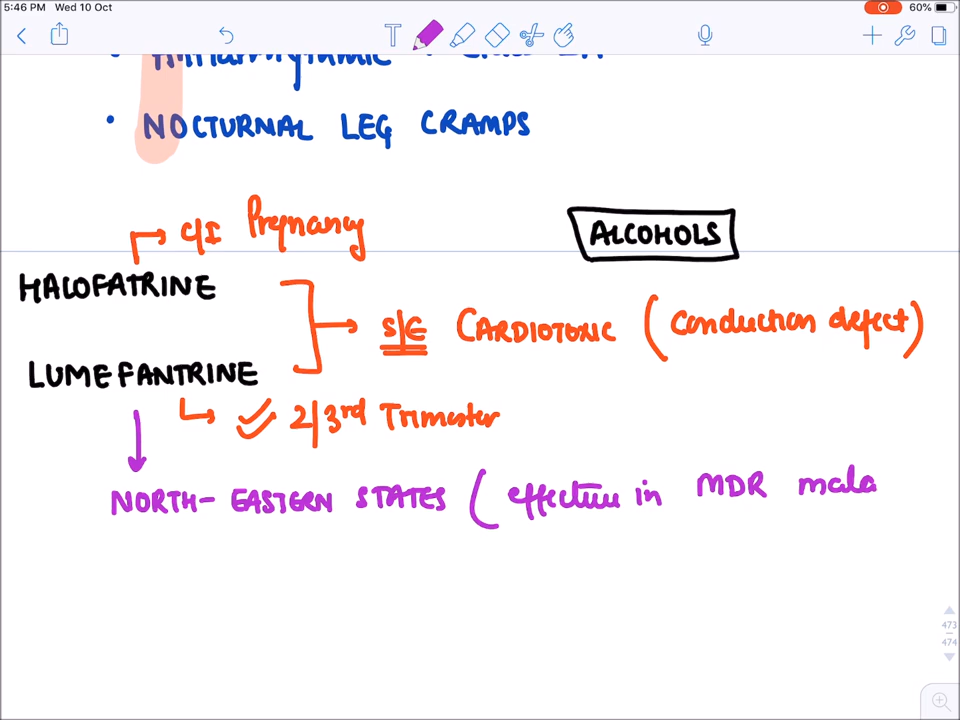 5:46 PM Wed 10 Oct
60%
T
• NOCTURNAL LEG CRAMPS
C/I Pregnancy
ALCOHOLS
HALOFATRINE
S/E CARDIOTOXIC (conduction defect)
LUMEFANTRINE
2/3rd Trimester
NORTH-EASTERN STATES (effective in MDR mala
473
474